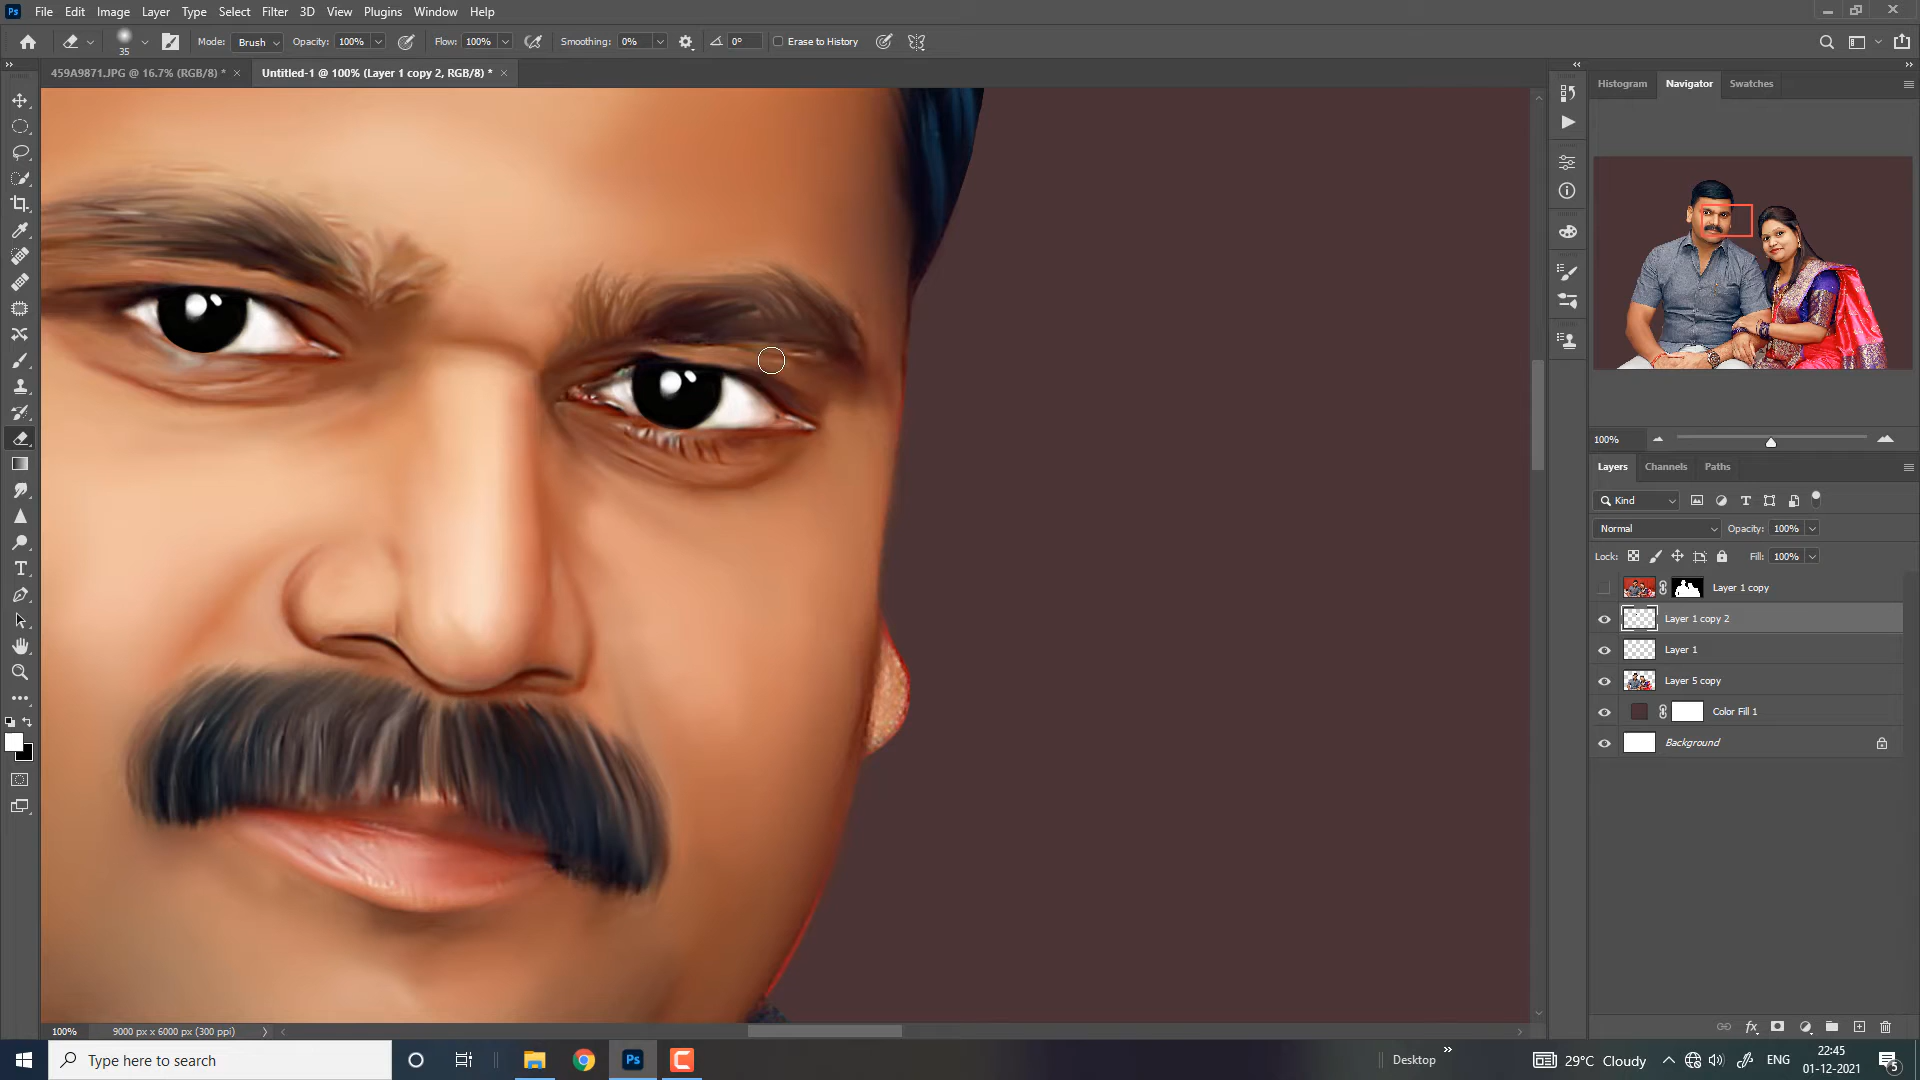 Ps File Edit Image Layer Type Select Filter 3D View Plugins Window Help
35 Mode: Brush Opacity: 100% Flow: 100% Smoothing: 0% 0° Erase to History
459A9871.JPG @ 16.7% (RGB/8) * × Untitled-1 @ 100% (Layer 1 copy 2, RGB/8) * ×
Histogram Navigator Swatches
100%
Layers Channels Paths
Kind
Normal Opacity: 100%
Lock: Fill: 100%
Layer 1 copy
Layer 1 copy 2
Layer 1
Layer 5 copy
Color Fill 1
Background
100% 9000 px x 6000 px (300 ppi)
Type here to search
Ps
Desktop
29°C Cloudy
ENG
22:45
01-12-2021
5